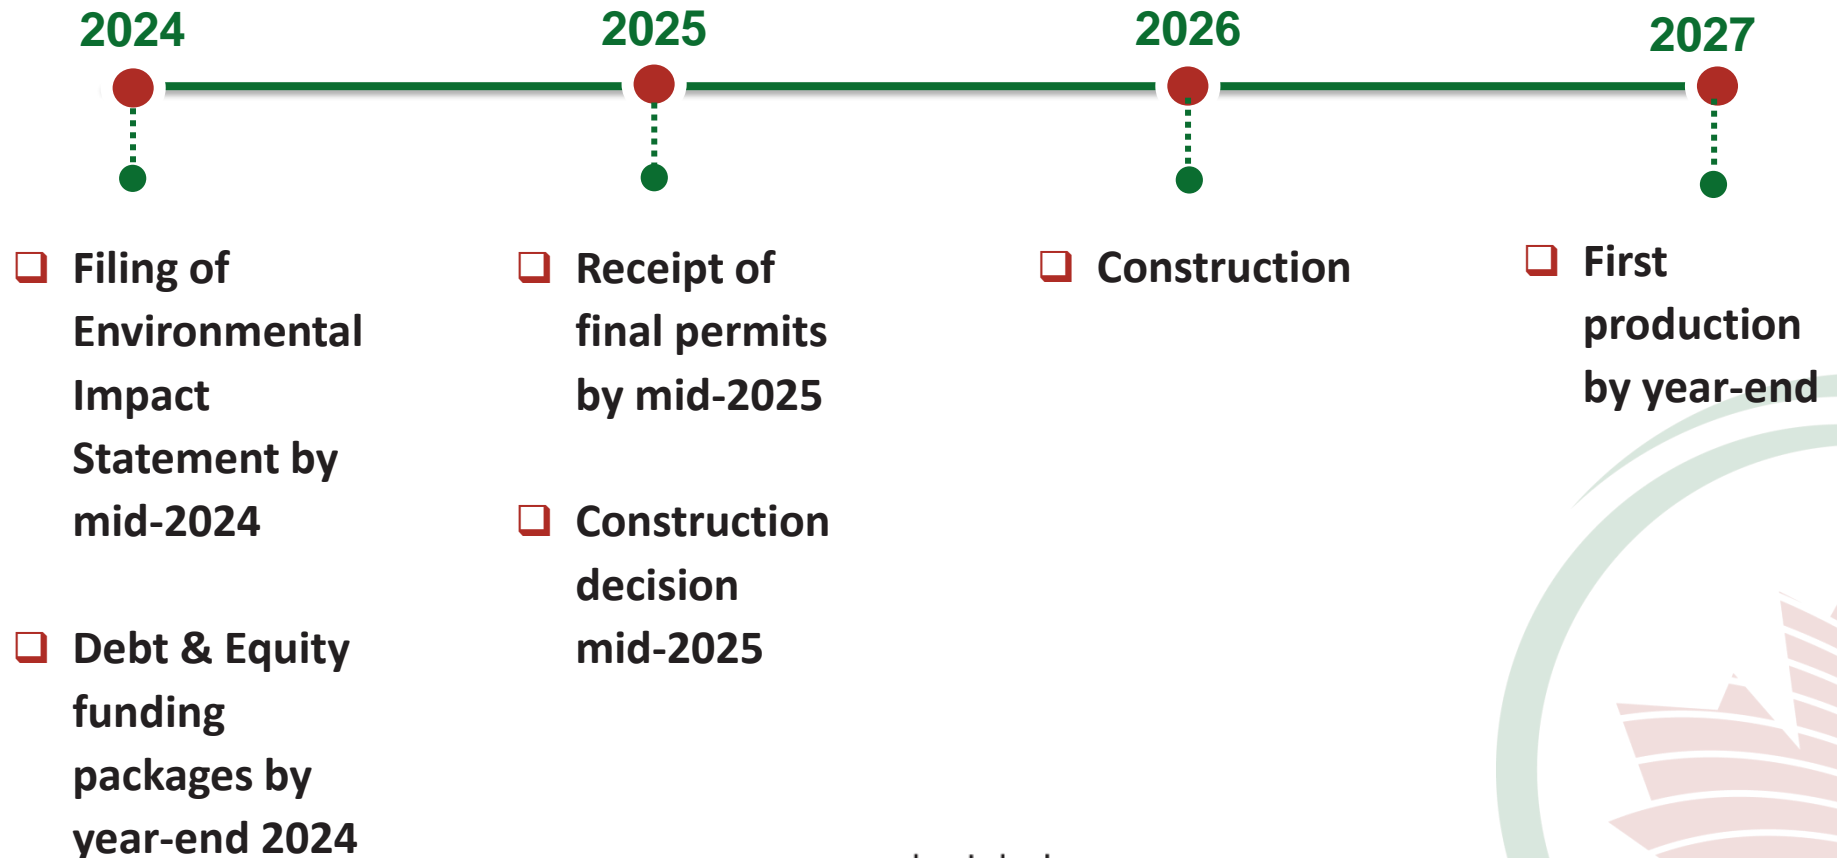 2024
2025
2026
2027
Filing of
Environmental
Impact
Statement by
mid-2024
Debt & Equity
funding
packages by
year-end 2024
Receipt of
final permits
by mid-2025
Construction
decision
mid-2025
Construction
First
production
by year-end